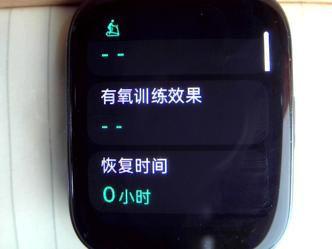 --
有氧训练效果
--
恢复时间
0小时